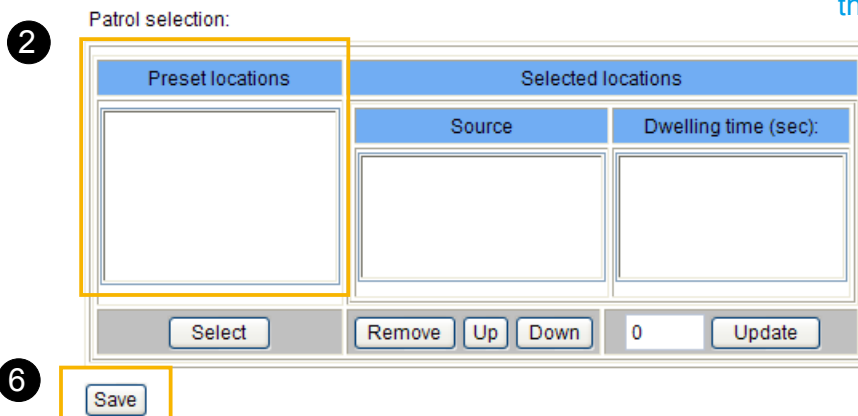 th
Patrol selection:
2
Preset locations Selected locations
Source Dwelling time (sec):
Select Remove Up Down 0 Update
6
Save